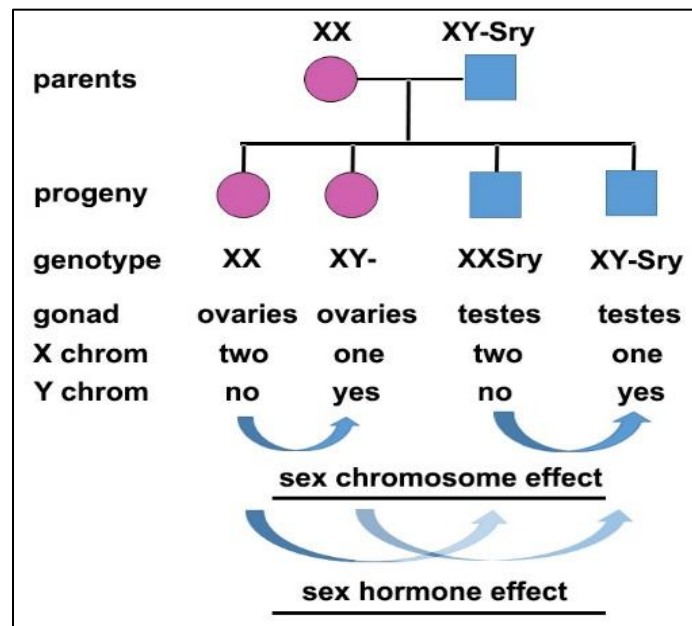 XX XY-Sry
parents
progeny
genotype XX XY- XXSry XY-Sry
gonad ovaries ovaries testes testes
X chrom two one two one
Y chrom no yes no yes
sex chromosome effect
sex hormone effect